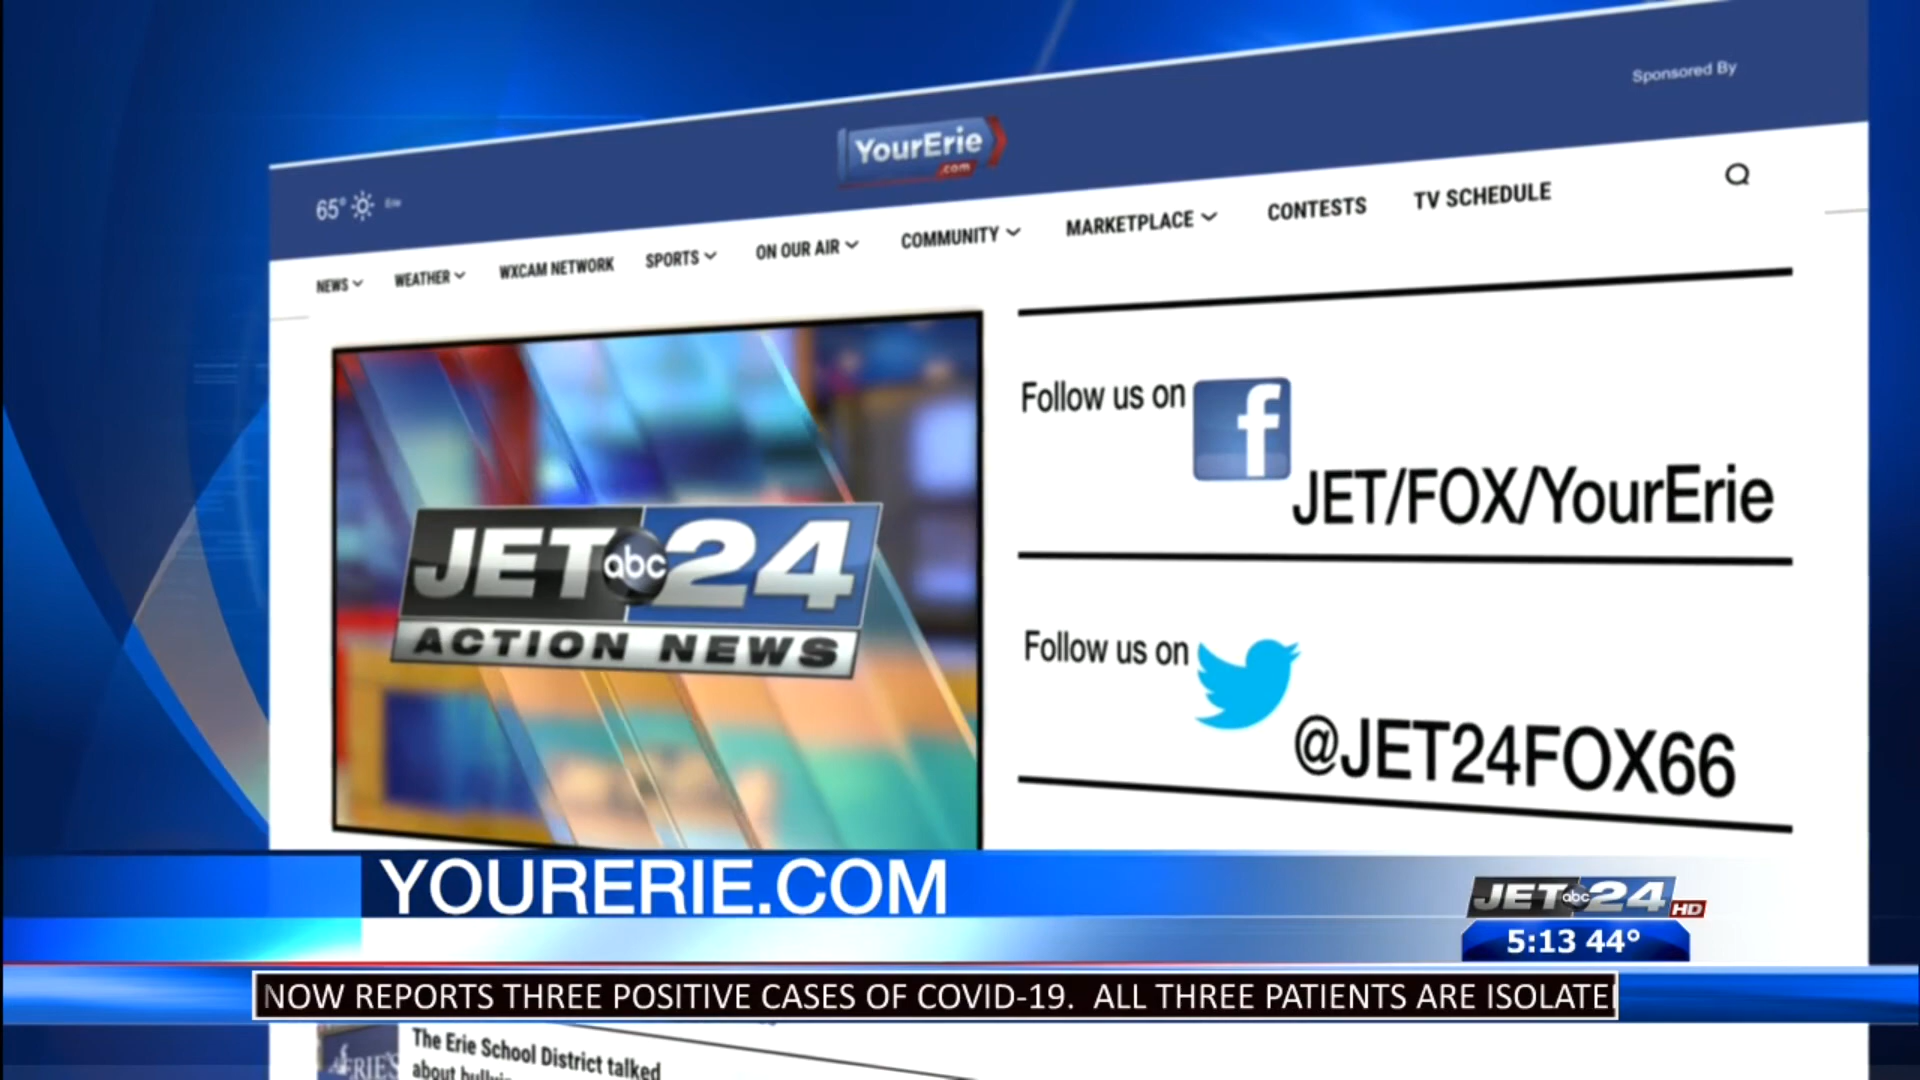 Sponsored By
YourErie
.com
65°
Erie
NEWS WEATHER WXCAM NETWORK SPORTS ON OUR AIR COMMUNITY MARKETPLACE CONTESTS TV SCHEDULE
Follow us on f
JET/FOX/YourErie
JET abc 24
ACTION NEWS
Follow us on
@JET24FOX66
YOURERIE.COM
JET abc 24 HD
5:13 44°
NOW REPORTS THREE POSITIVE CASES OF COVID-19. ALL THREE PATIENTS ARE ISOLATE
The Erie School District talked
about